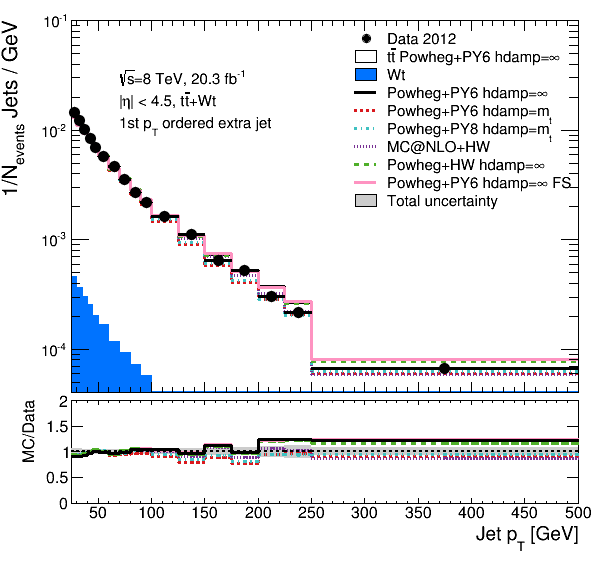 10⁻¹
10⁻²
10⁻³
10⁻⁴
1/N_events Jets / GeV
√s=8 TeV, 20.3 fb⁻¹
|η| < 4.5, tt̄+Wt
1st p_T ordered extra jet
Data 2012
tt̄ Powheg+PY6 hdamp=∞
Wt
Powheg+PY6 hdamp=∞
Powheg+PY6 hdamp=m_t
Powheg+PY8 hdamp=m_t
MC@NLO+HW
Powheg+HW hdamp=∞
Powheg+PY6 hdamp=∞ FS
Total uncertainty
MC/Data
2
1.5
1
0.5
0
50 100 150 200 250 300 350 400 450 500
Jet p_T [GeV]